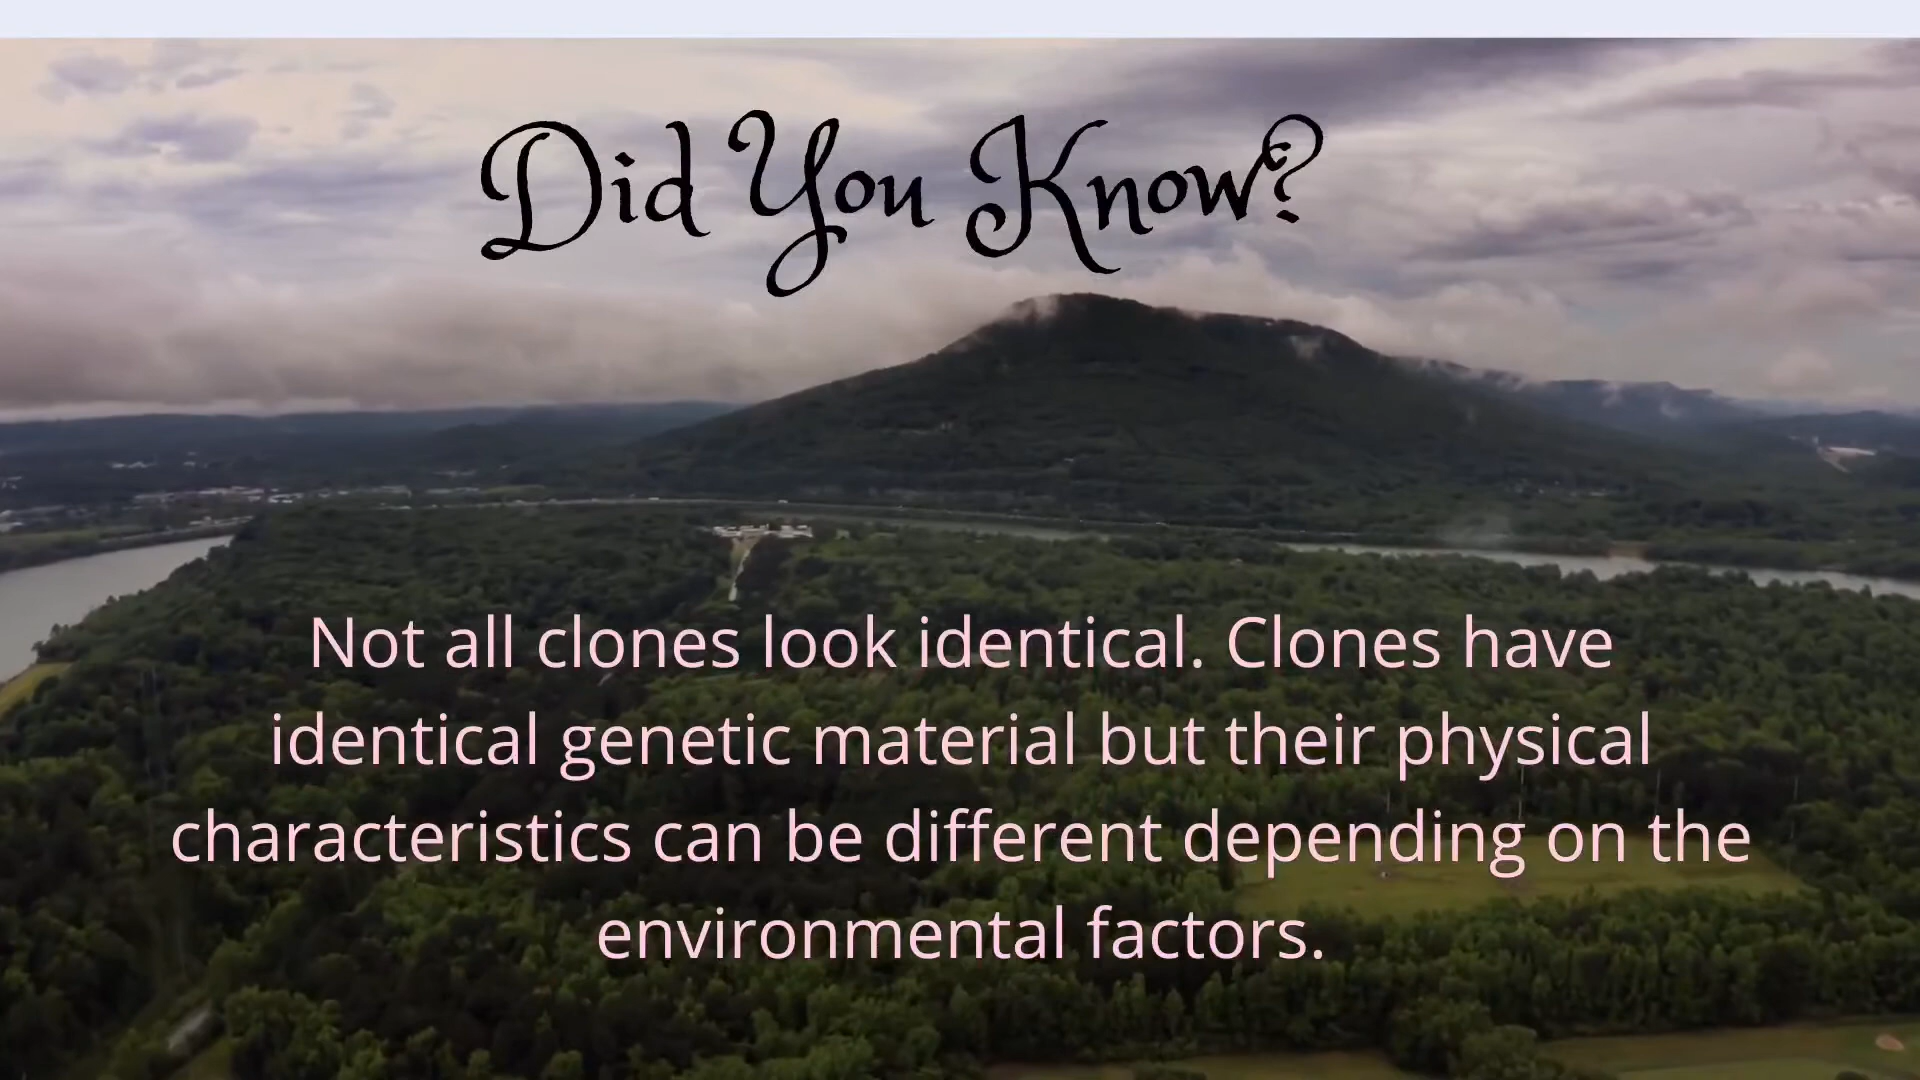 Did You Know?
Not all clones look identical. Clones have
identical genetic material but their physical
characteristics can be different depending on the
environmental factors.